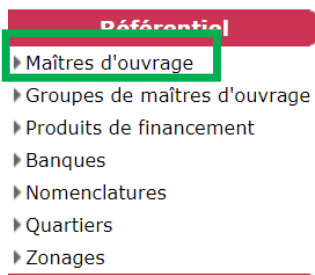 Référentiel
Maîtres d'ouvrage
Groupes de maîtres d'ouvrage
Produits de financement
Banques
Nomenclatures
Quartiers
Zonages